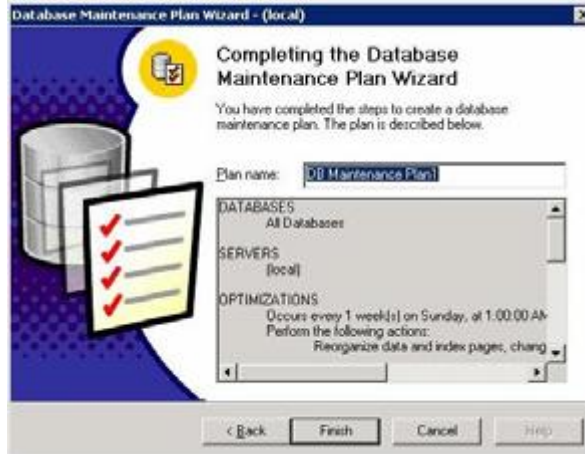 Database Maintenance Plan Wizard - (local)
Completing the Database
Maintenance Plan Wizard
You have completed the steps to create a database
maintenance plan. The plan is described below.
Plan name: DB Maintenance Plan1
DATABASES
All Databases
SERVERS
(local)
OPTIMIZATIONS
Occurs every 1 week(s) on Sunday, at 1:00:00 AM
Perform the following actions:
Reorganize data and index pages, chang
< Back Finish Cancel Help